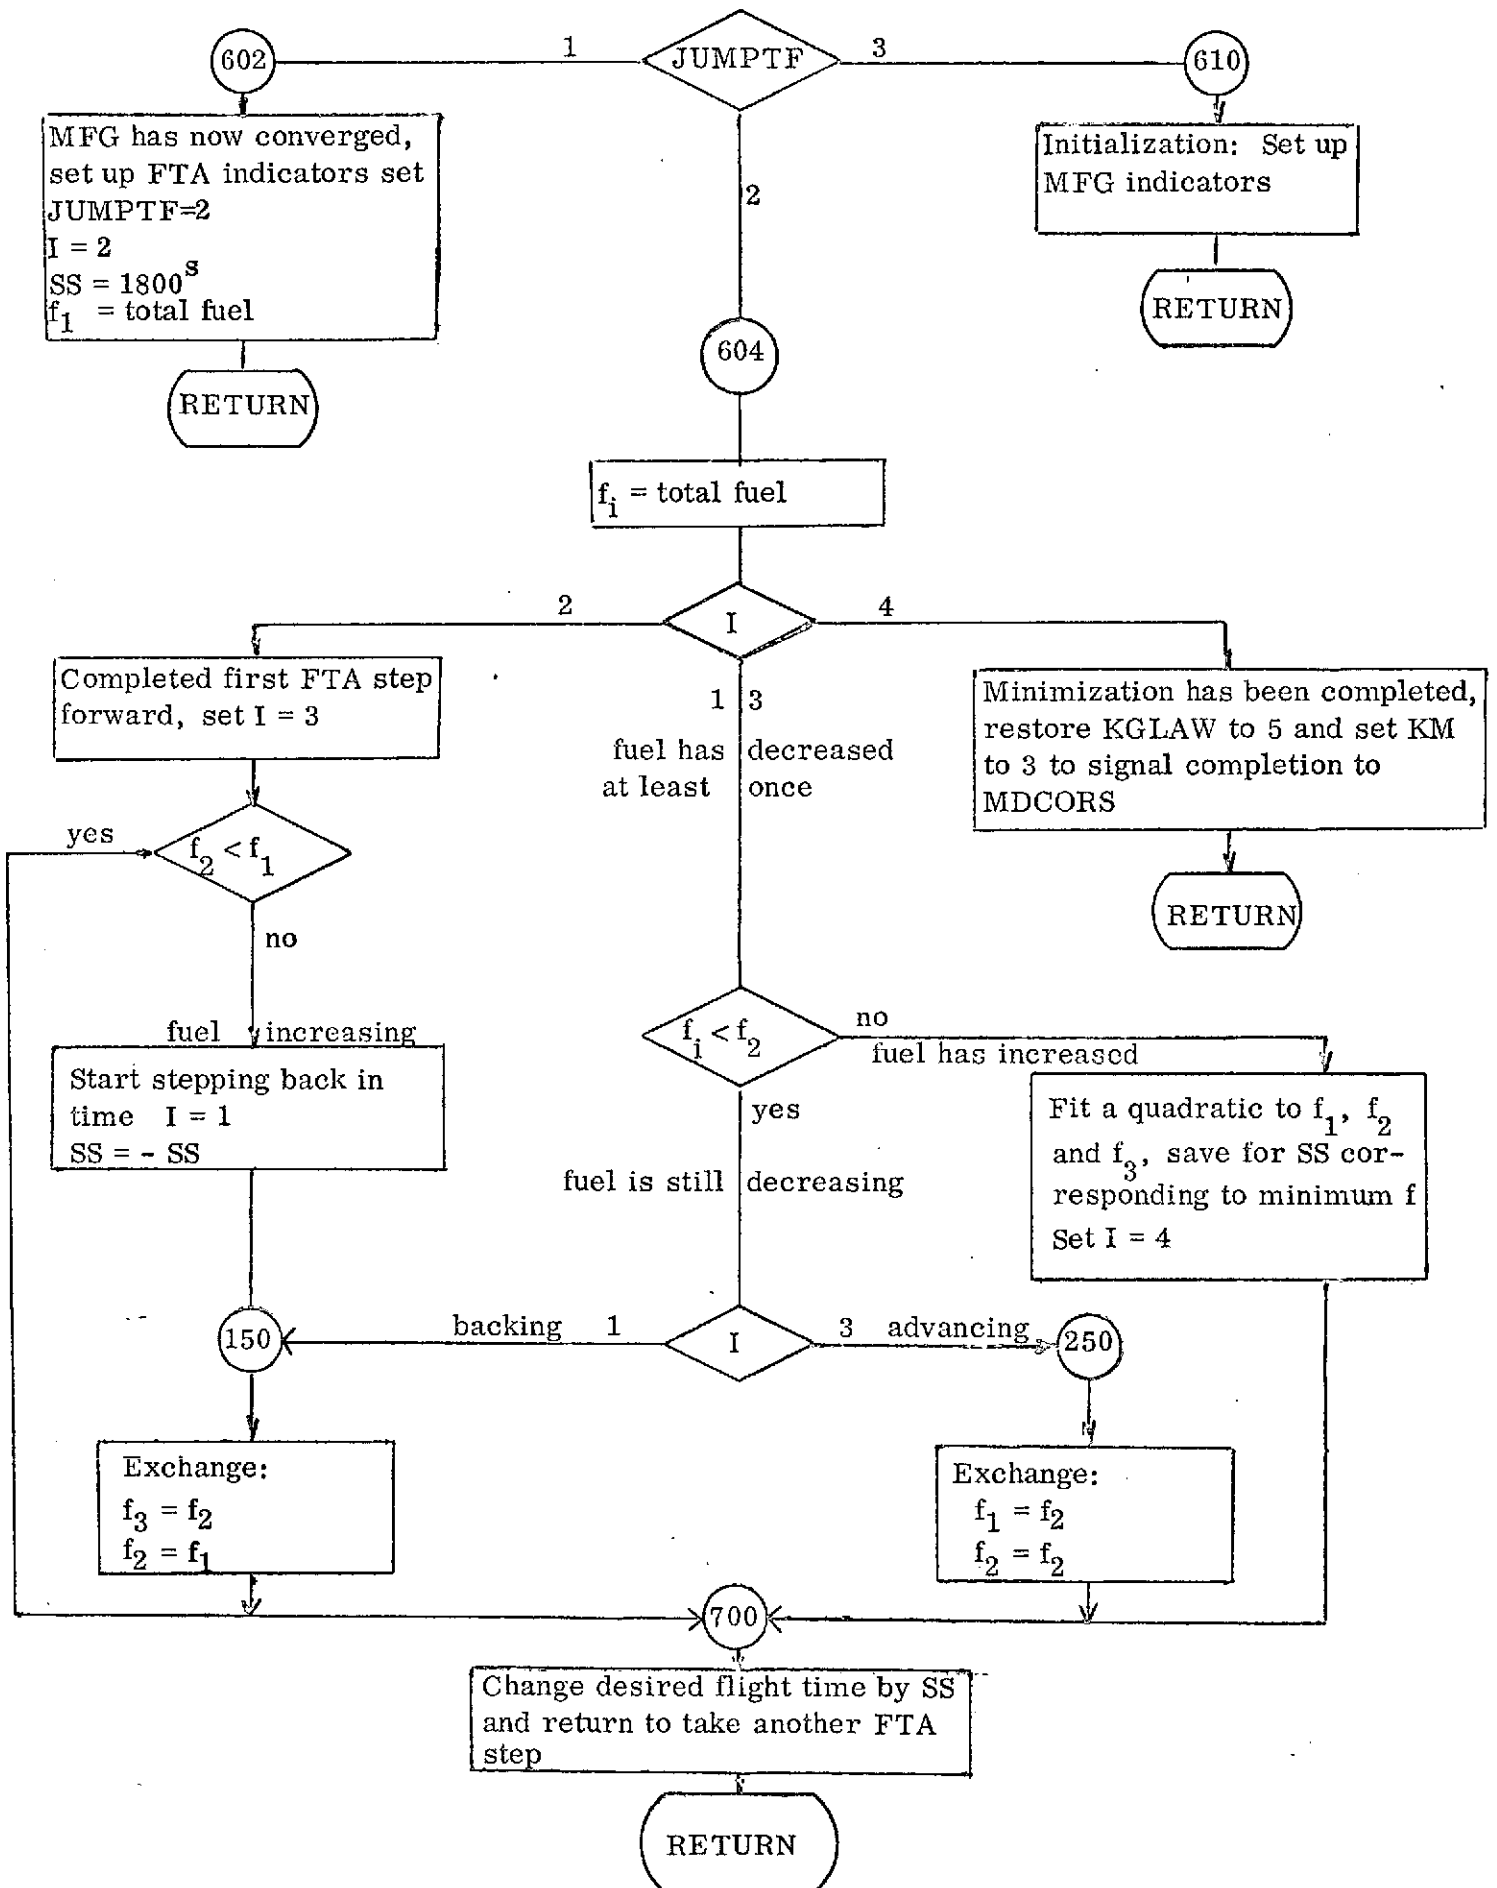 602
1
JUMPTF
3
610
MFG has now converged,
set up FTA indicators set
JUMPTF=2
I = 2
SS = 1800s
f1 = total fuel
RETURN
2
Initialization: Set up
MFG indicators
RETURN
604
fi = total fuel
2
I
4
Completed first FTA step
forward, set I = 3
1 3
fuel has decreased
at least once
Minimization has been completed,
restore KGLAW to 5 and set KM
to 3 to signal completion to
MDCORS
RETURN
yes
f2 < f1
no
fuel increasing
Start stepping back in
time I = 1
SS = - SS
fi < f2
no
fuel has increased
yes
fuel is still decreasing
Fit a quadratic to f1, f2
and f3, save for SS cor-
responding to minimum f
Set I = 4
150
backing 1
I
3 advancing
250
Exchange:
f3 = f2
f2 = f1
Exchange:
f1 = f2
f2 = f2
700
Change desired flight time by SS
and return to take another FTA
step
RETURN